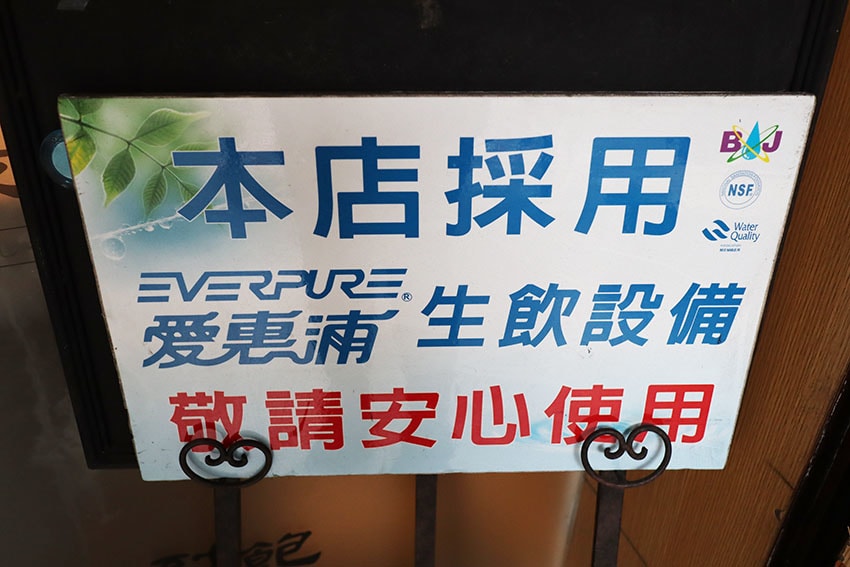 本店採用
BJ
NSF
Water
Quality
EVERPURE®
愛惠浦 生飲設備
敬請安心使用